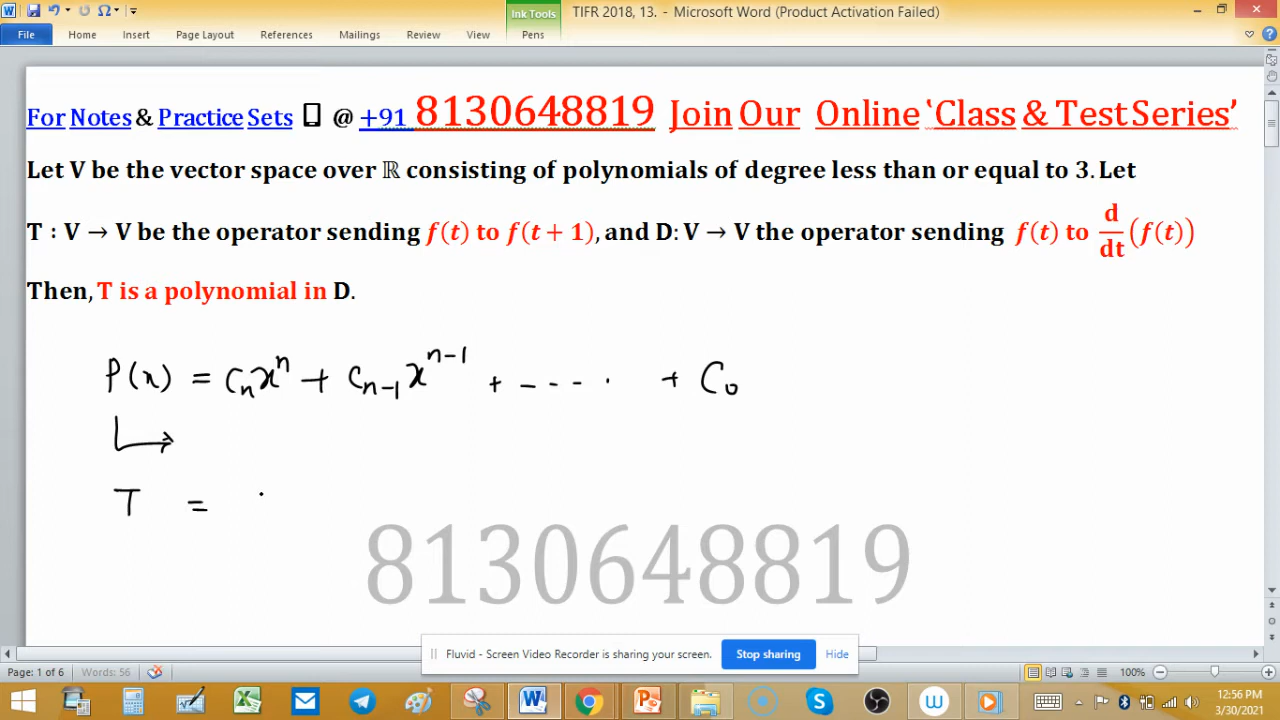 TIFR 2018, 13. - Microsoft Word (Product Activation Failed)
Ink Tools
File Home Insert Page Layout References Mailings Review View Pens
For Notes & Practice Sets @ +91 8130648819 Join Our Online 'Class & Test Series'
Let V be the vector space over ℝ consisting of polynomials of degree less than or equal to 3. Let
T : V → V be the operator sending f(t) to f(t + 1), and D: V → V the operator sending f(t) to d/dt (f(t))
Then, T is a polynomial in D.
P(x) = cₙxⁿ + cₙ₋₁xⁿ⁻¹ + ---- + C₀
↳
T =
8130648819
Fluvid - Screen Video Recorder is sharing your screen. Stop sharing Hide
Page: 1 of 6 Words: 56 100%
12:56 PM
3/30/2021